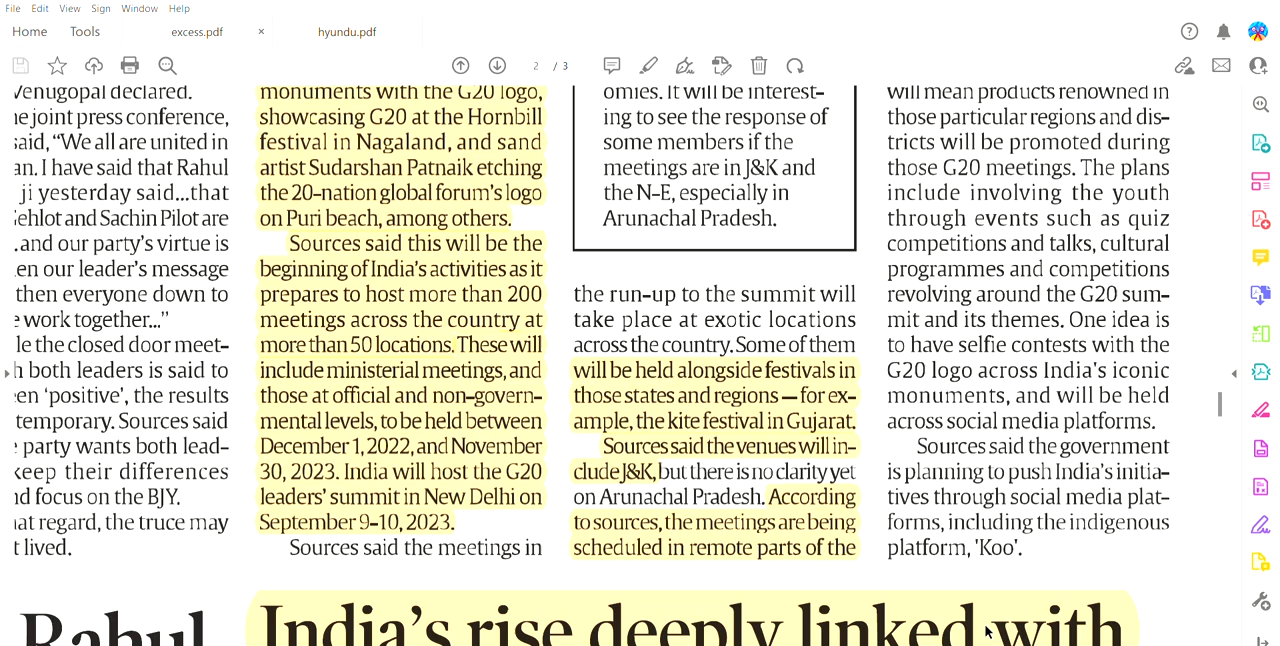 File Edit View Sign Window Help
Home Tools excess.pdf × hyundu.pdf
2 / 3
Venugopal declared.
ne joint press conference,
said, “We all are united in
an. I have said that Rahul
ji yesterday said...that
Gehlot and Sachin Pilot are
.and our party’s virtue is
en our leader’s message
then everyone down to
e work together...”
le the closed door meet-
h both leaders is said to
en ‘positive’, the results
temporary. Sources said
e party wants both lead-
keep their differences
nd focus on the BJY.
nat regard, the truce may
t lived.
monuments with the G20 logo,
showcasing G20 at the Hornbill
festival in Nagaland, and sand
artist Sudarshan Patnaik etching
the 20-nation global forum’s logo
on Puri beach, among others.
Sources said this will be the
beginning of India’s activities as it
prepares to host more than 200
meetings across the country at
more than 50 locations. These will
include ministerial meetings, and
those at official and non-govern-
mental levels, to be held between
December 1, 2022, and November
30, 2023. India will host the G20
leaders’ summit in New Delhi on
September 9-10, 2023.
Sources said the meetings in
omies. It will be interest-
ing to see the response of
some members if the
meetings are in J&K and
the N-E, especially in
Arunachal Pradesh.
the run-up to the summit will
take place at exotic locations
across the country. Some of them
will be held alongside festivals in
those states and regions — for ex-
ample, the kite festival in Gujarat.
Sources said the venues will in-
clude J&K, but there is no clarity yet
on Arunachal Pradesh. According
to sources, the meetings are being
scheduled in remote parts of the
will mean products renowned in
those particular regions and dis-
tricts will be promoted during
those G20 meetings. The plans
include involving the youth
through events such as quiz
competitions and talks, cultural
programmes and competitions
revolving around the G20 sum-
mit and its themes. One idea is
to have selfie contests with the
G20 logo across India's iconic
monuments, and will be held
across social media platforms.
Sources said the government
is planning to push India’s initia-
tives through social media plat-
forms, including the indigenous
platform, 'Koo'.
Rahul
India’s rise deeply linked with